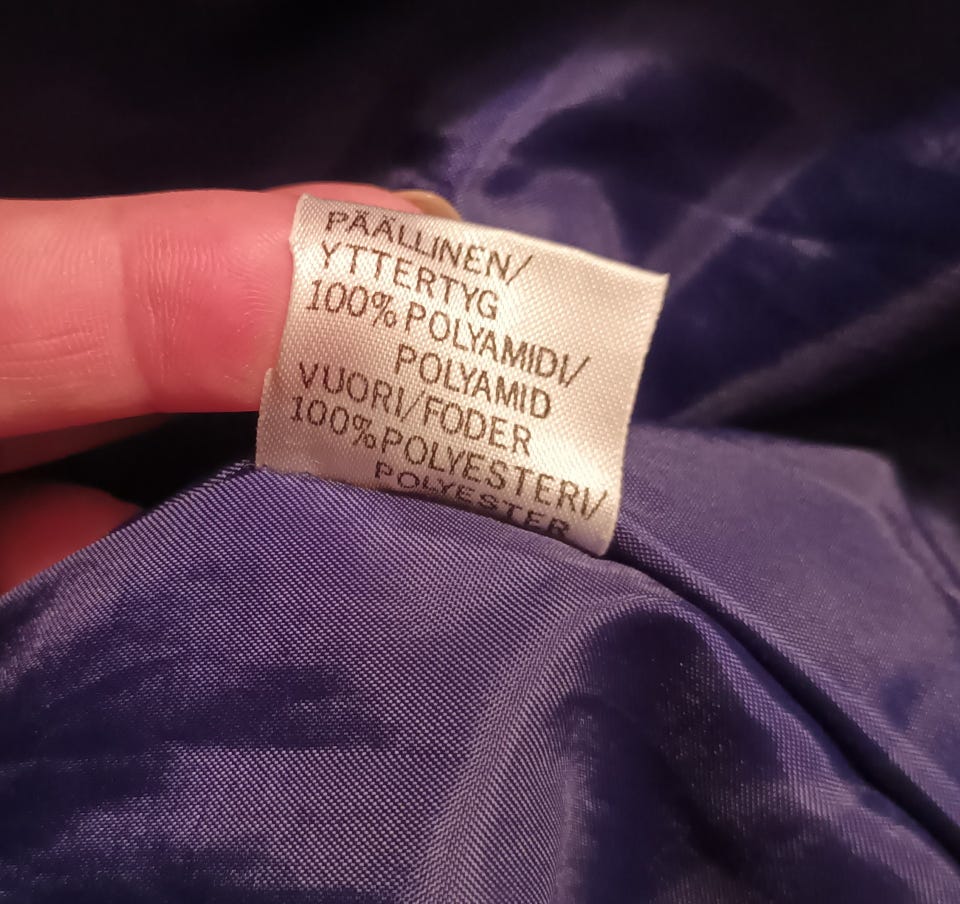 PÄÄLLINEN/
YTTERTYG
100% POLYAMIDI/
POLYAMID
VUORI/FODER
100% POLYESTERI/
POLYESTER